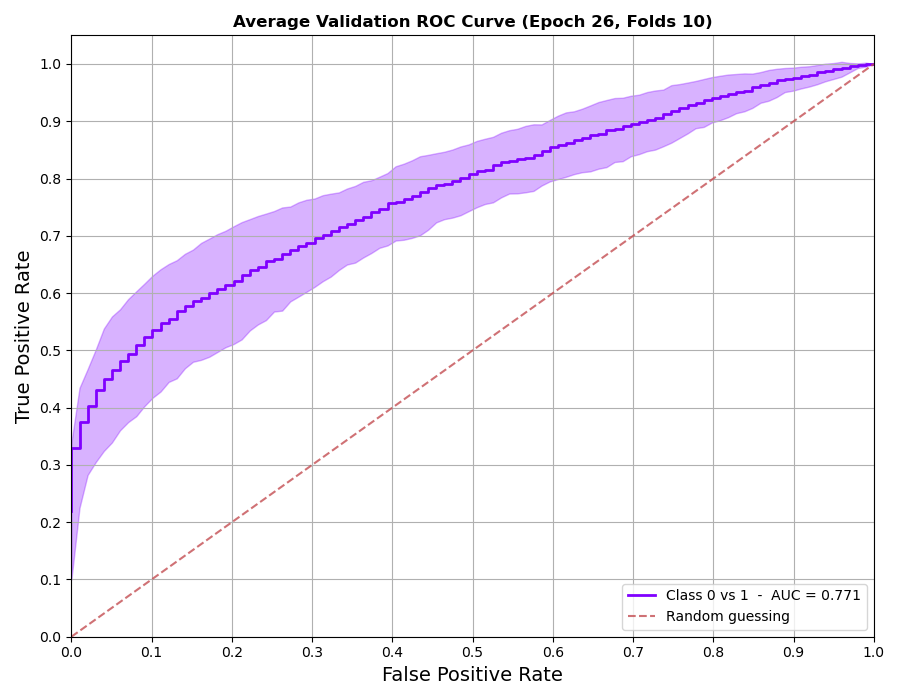 Average Validation ROC Curve (Epoch 26, Folds 10)
True Positive Rate
1.0
0.9
0.8
0.7
0.6
0.5
0.4
0.3
0.2
0.1
0.0
Class 0 vs 1 - AUC = 0.771
Random guessing
0.0 0.1 0.2 0.3 0.4 0.5 0.6 0.7 0.8 0.9 1.0
False Positive Rate